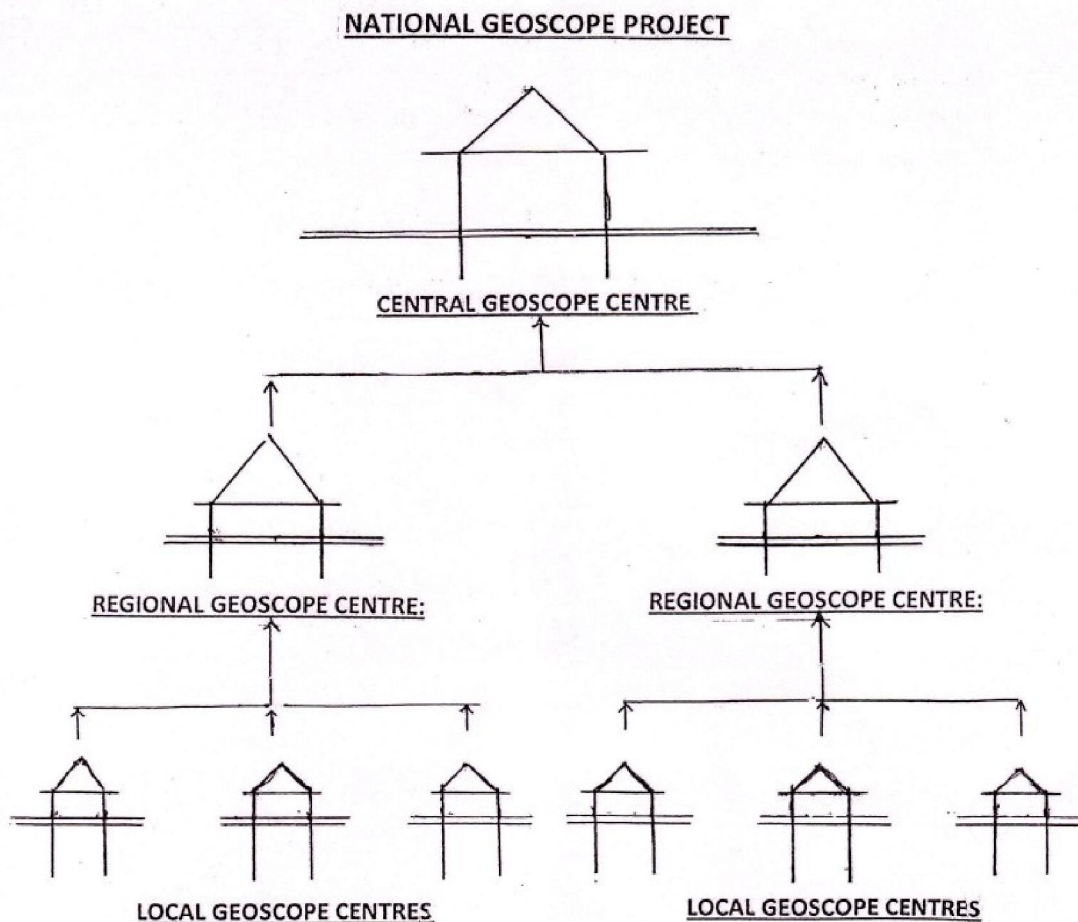 NATIONAL GEOSCOPE PROJECT
CENTRAL GEOSCOPE CENTRE
REGIONAL GEOSCOPE CENTRE:
REGIONAL GEOSCOPE CENTRE:
LOCAL GEOSCOPE CENTRES
LOCAL GEOSCOPE CENTRES